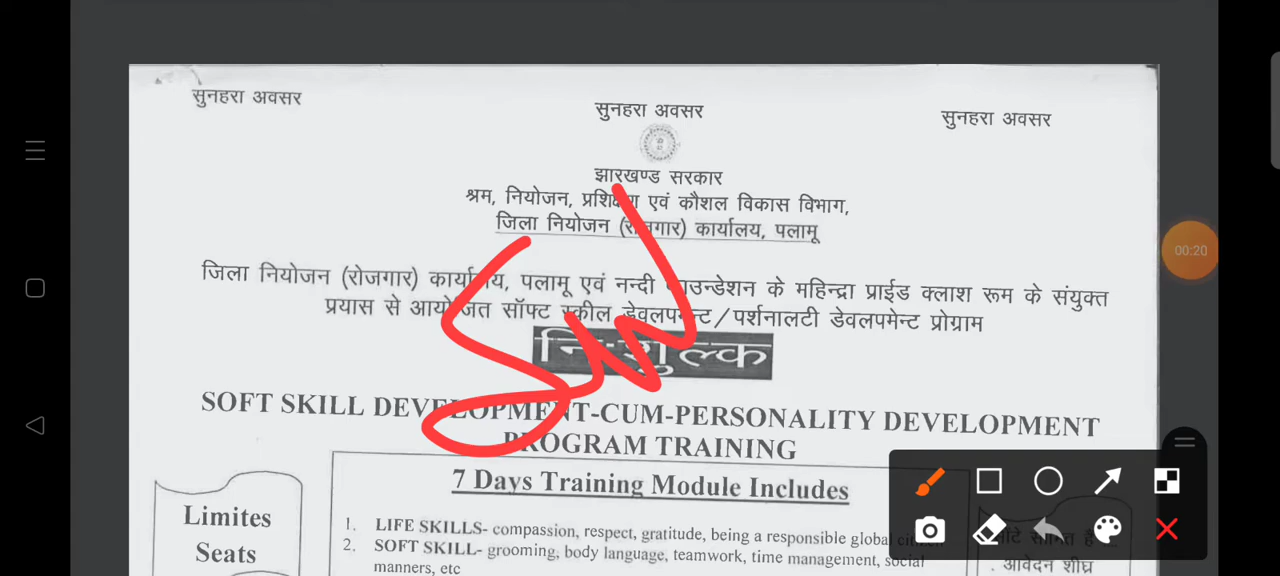 सुनहरा अवसर
सुनहरा अवसर
सुनहरा अवसर
झारखण्ड सरकार
श्रम, नियोजन, प्रशिक्षण एवं कौशल विकास विभाग,
जिला नियोजन (रोजगार) कार्यालय, पलामू
जिला नियोजन (रोजगार) कार्यालय, पलामू एवं नन्दी फाउन्डेशन के महिन्द्रा प्राईड क्लाश रूम के संयुक्त
प्रयास से आयोजित सॉफ्ट स्कील डेवलपमेन्ट/पर्शनालटी डेवलपमेन्ट प्रोग्राम
निःशुल्क
SOFT SKILL DEVELOPMENT-CUM-PERSONALITY DEVELOPMENT
PROGRAM TRAINING
7 Days Training Module Includes
Limites
Seats
1. LIFE SKILLS- compassion, respect, gratitude, being a responsible global
2. SOFT SKILL- grooming, body language, teamwork, time management, social
manners, etc
आवेदन शीघ्र
00:20